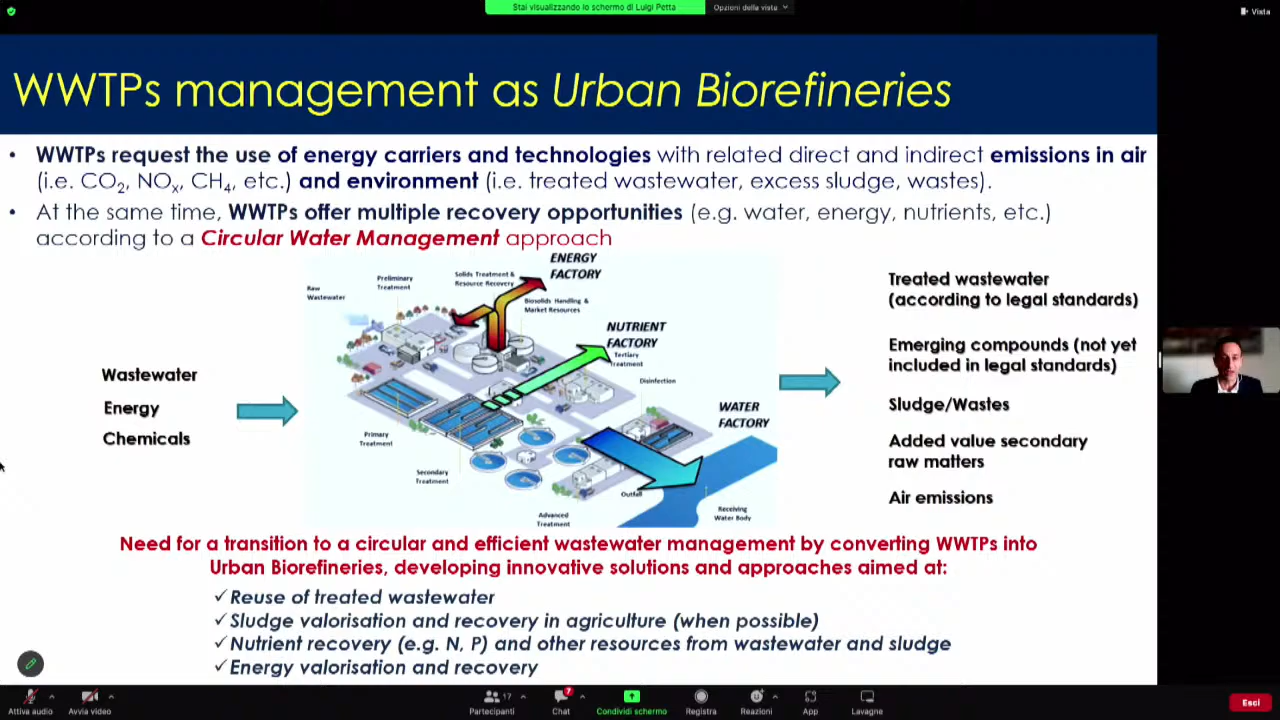 Stai visualizzando lo schermo di Luigi Petta
Opzioni della vista
Vista
WWTPs management as Urban Biorefineries
• WWTPs request the use of energy carriers and technologies with related direct and indirect emissions in air
(i.e. CO2, NOx, CH4, etc.) and environment (i.e. treated wastewater, excess sludge, wastes).
• At the same time, WWTPs offer multiple recovery opportunities (e.g. water, energy, nutrients, etc.)
according to a Circular Water Management approach
Wastewater
Energy
Chemicals
Raw
Wastewater
Preliminary
Treatment
Solids Treatment &
Resource Recovery
ENERGY
FACTORY
Biosolids Handling &
Market Resources
NUTRIENT
FACTORY
Tertiary
Treatment
Disinfection
WATER
FACTORY
Primary
Treatment
Secondary
Treatment
Outfall
Advanced
Treatment
Receiving
Water Body
Treated wastewater
(according to legal standards)
Emerging compounds (not yet
included in legal standards)
Sludge/Wastes
Added value secondary
raw matters
Air emissions
Need for a transition to a circular and efficient wastewater management by converting WWTPs into
Urban Biorefineries, developing innovative solutions and approaches aimed at:
✓Reuse of treated wastewater
✓Sludge valorisation and recovery in agriculture (when possible)
✓Nutrient recovery (e.g. N, P) and other resources from wastewater and sludge
✓Energy valorisation and recovery
Attiva audio
Avvia video
Partecipanti
17
Chat
7
Condividi schermo
Registra
Reazioni
App
Lavagne
Esci